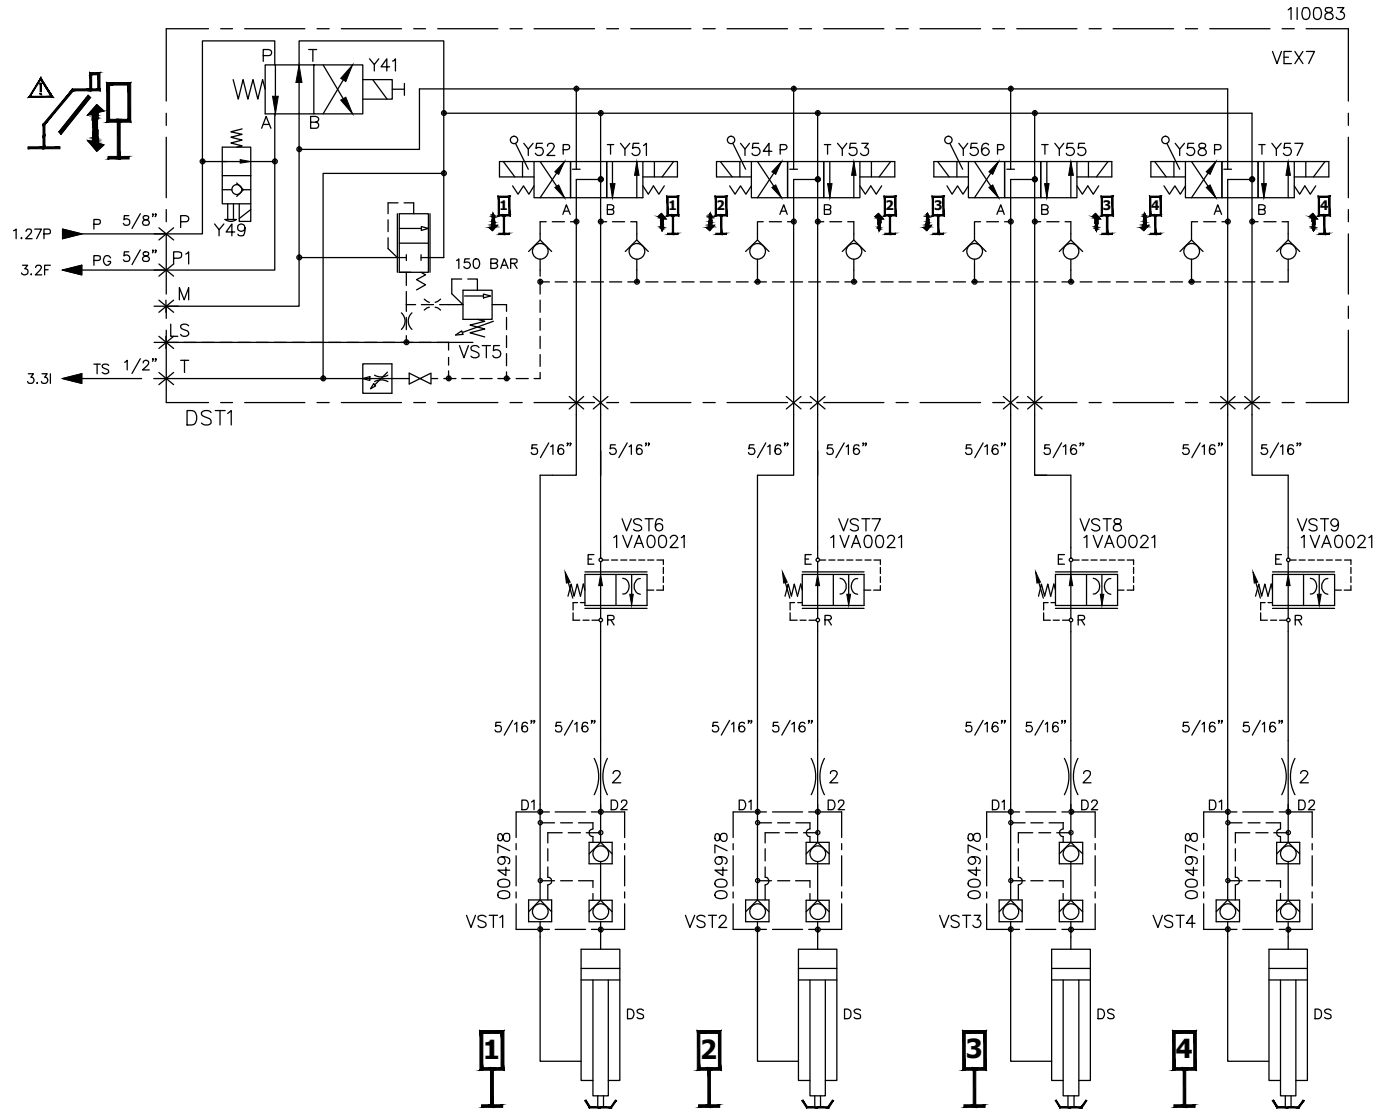 1I0083
VEX7
P T Y41
A B
Y52 P T Y51 Y54 P T Y53 Y56 P T Y55 Y58 P T Y57
1 A B 1 2 A B 2 3 A B 3 4 A B 4
Y49
1.27P P 5/8" P
3.2F PG 5/8" P1
150 BAR
M
LS
VST5
3.3I TS 1/2" T
DST1
5/16" 5/16" 5/16" 5/16" 5/16" 5/16" 5/16" 5/16"
VST6 VST7 VST8 VST9
1VA0021 1VA0021 1VA0021 1VA0021
E E E E
R R R R
5/16" 5/16" 5/16" 5/16" 5/16" 5/16" 5/16" 5/16"
2 2 2 2
D1 D2 D1 D2 D1 D2 D1 D2
004978 004978 004978 004978
VST1 VST2 VST3 VST4
DS DS DS DS
1 2 3 4